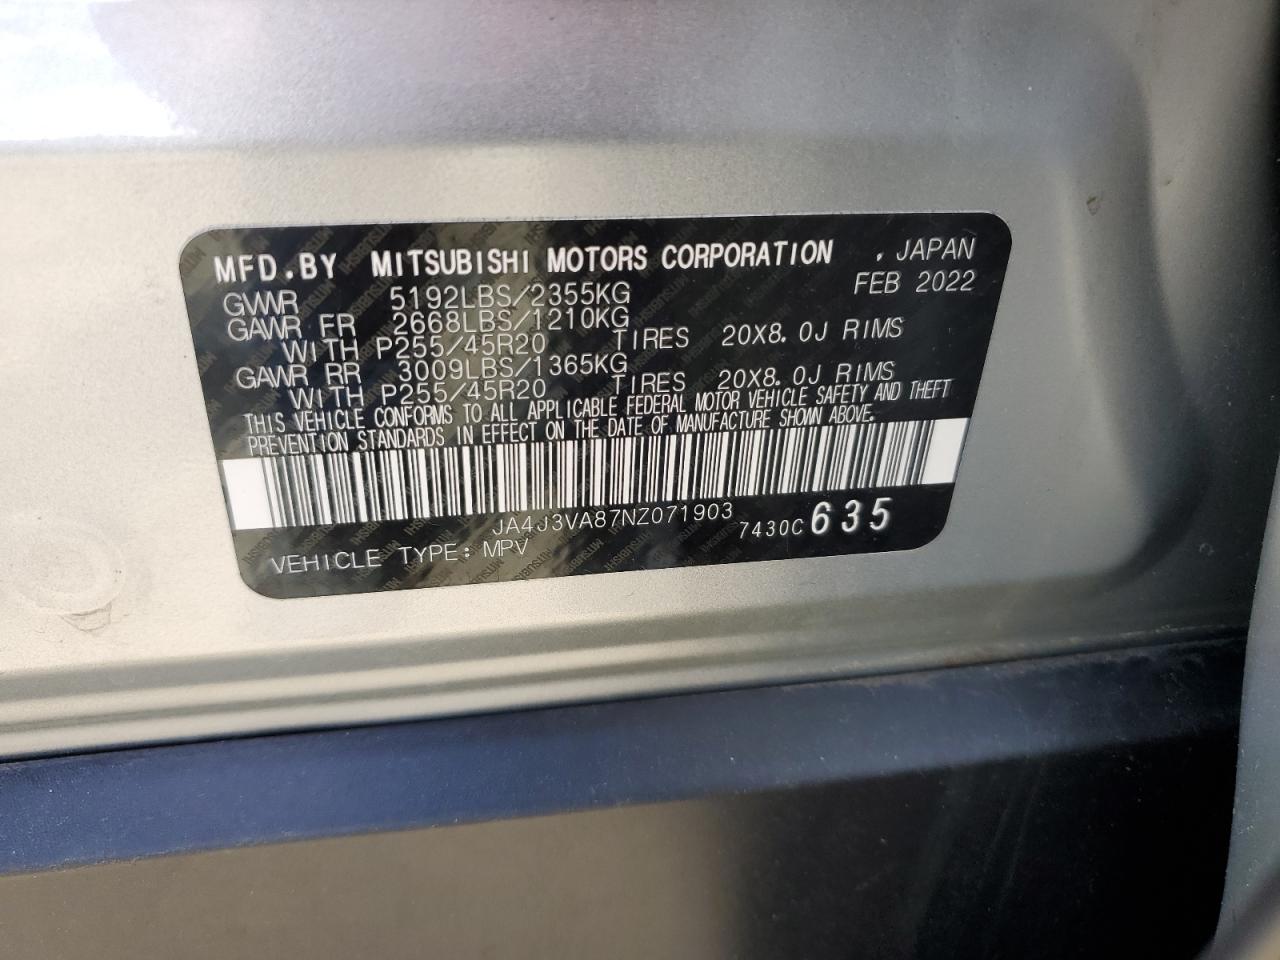 MFD.BY MITSUBISHI MOTORS CORPORATION , JAPAN
FEB 2022
GVWR 5192LBS/2355KG
GAWR FR 2668LBS/1210KG
WITH P255/45R20 TIRES 20X8.0J RIMS
GAWR RR 3009LBS/1365KG
WITH P255/45R20 TIRES 20X8.0J RIMS
THIS VEHICLE CONFORMS TO ALL APPLICABLE FEDERAL MOTOR VEHICLE SAFETY AND THEFT
PREVENTION STANDARDS IN EFFECT ON THE DATE OF MANUFACTURE SHOWN ABOVE.
JA4J3VA87NZ071903 7430C 635
VEHICLE TYPE: MPV